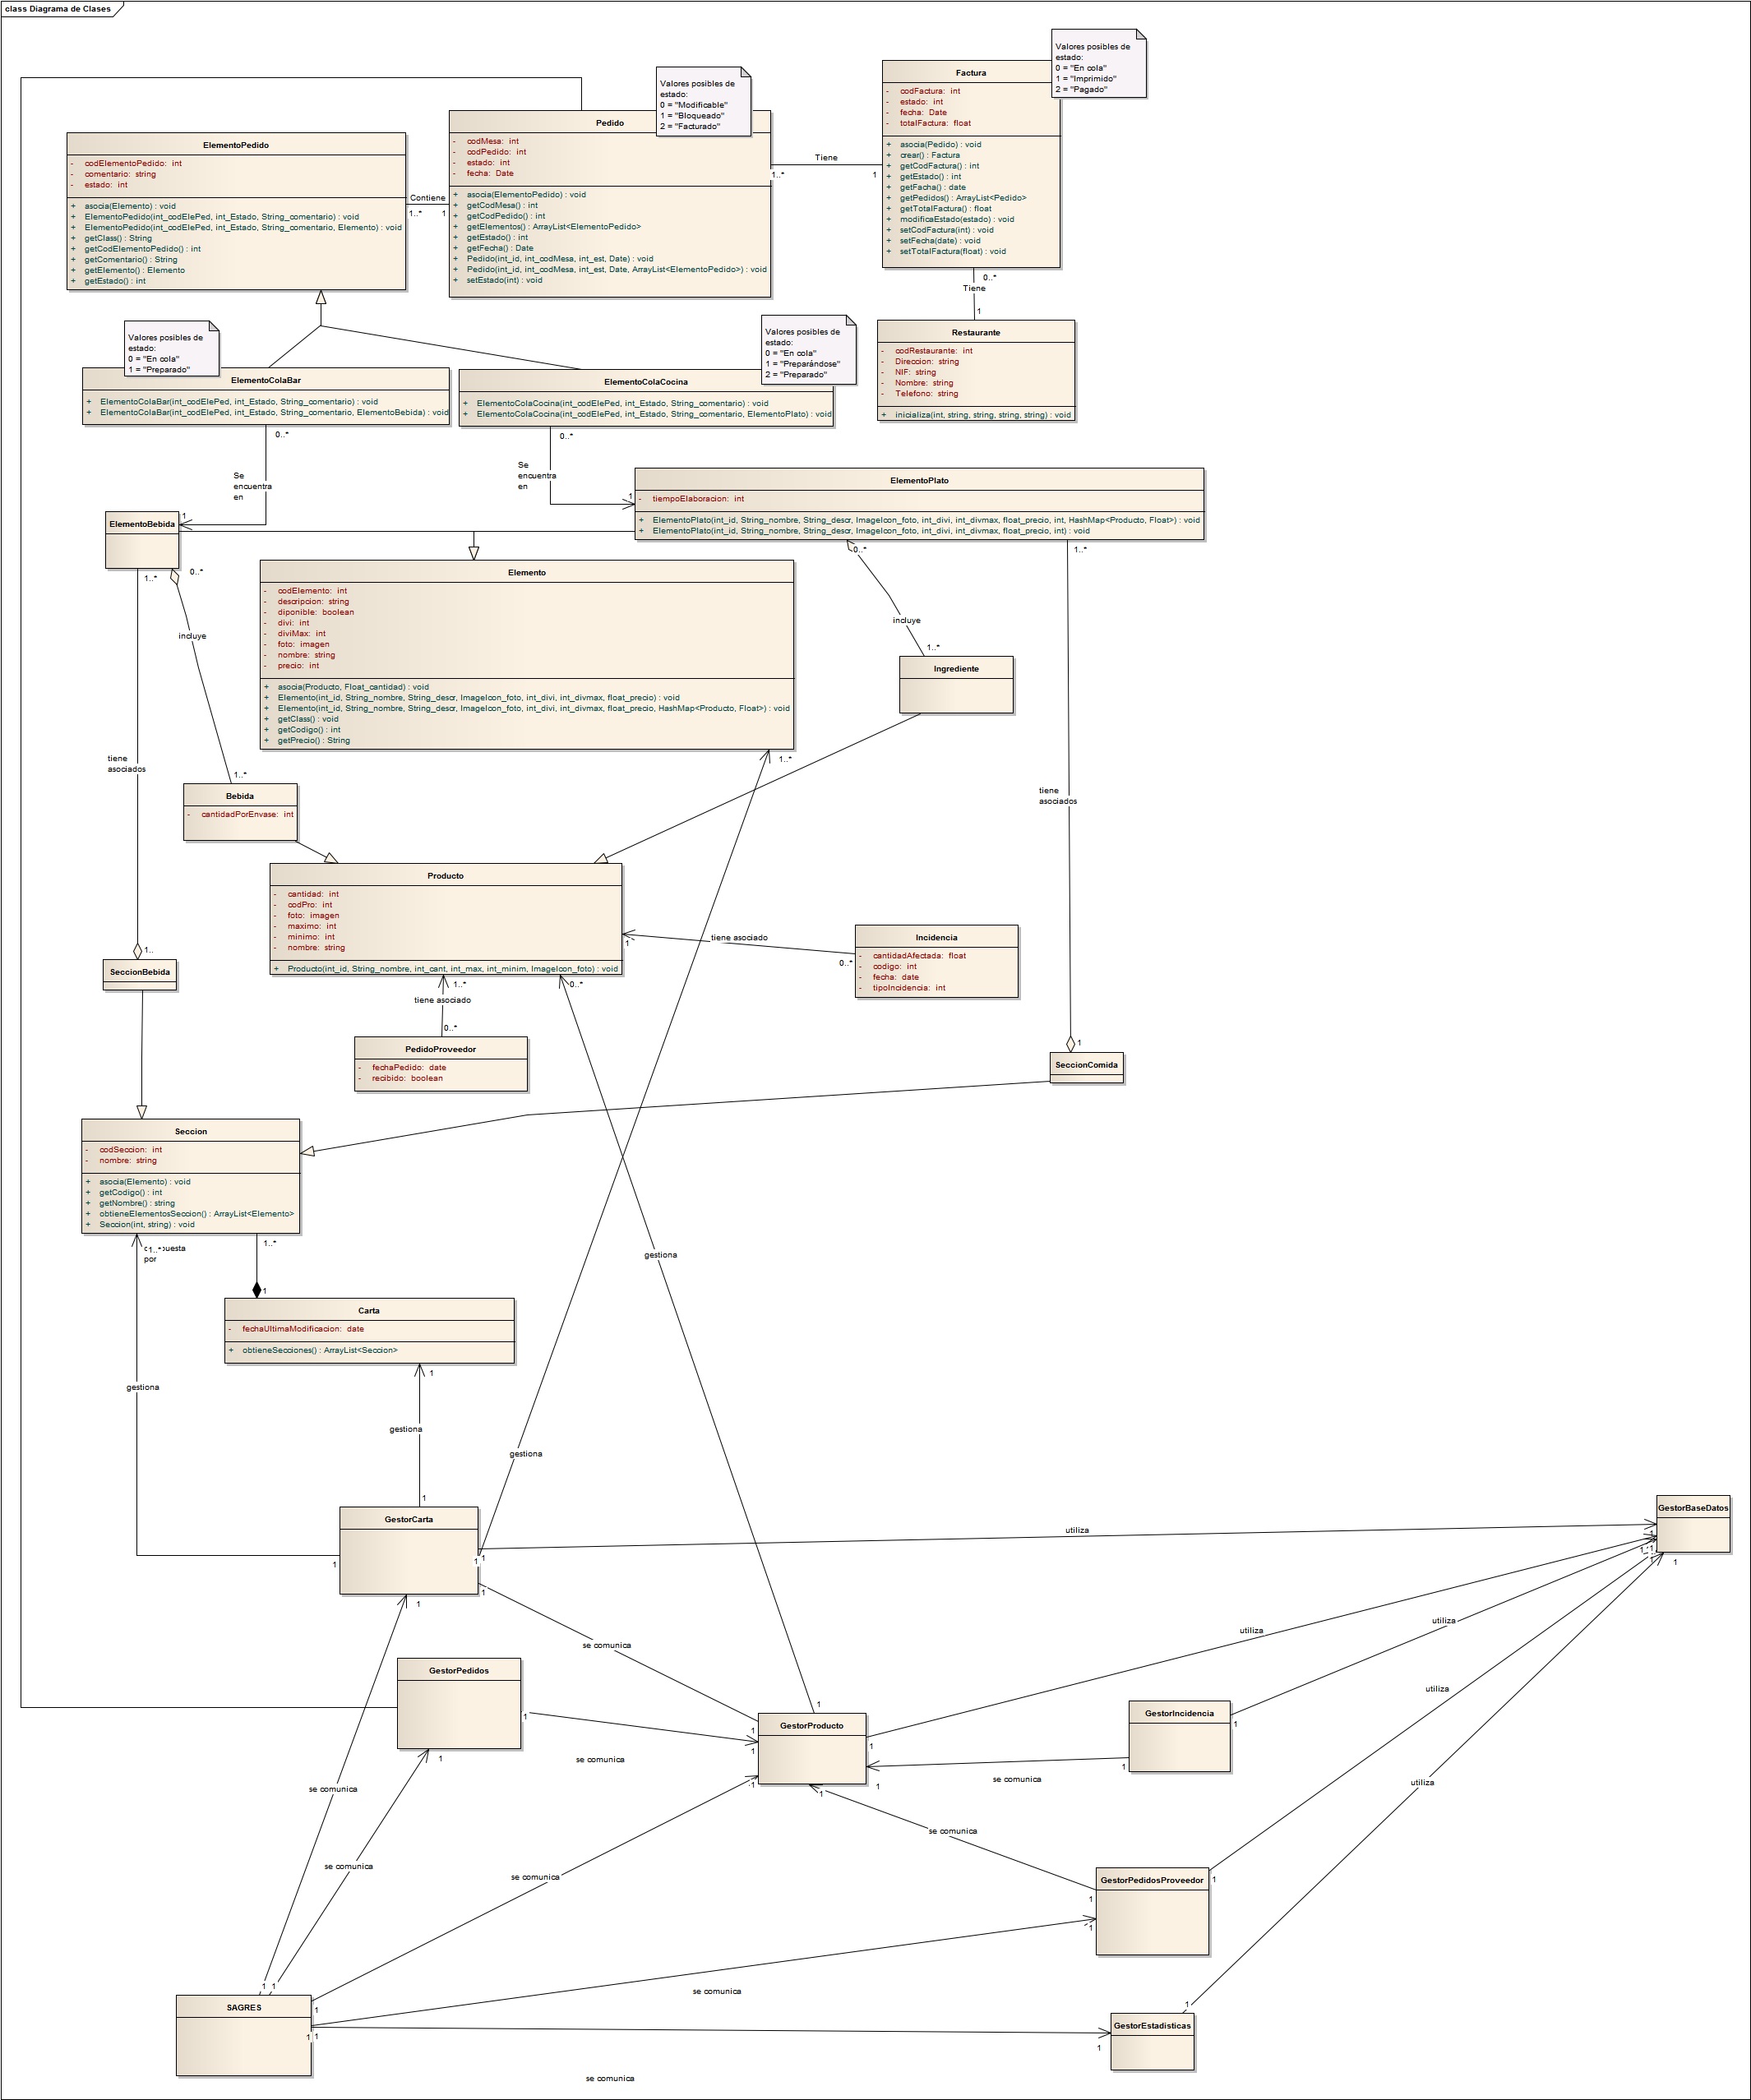 class Diagrama de Clases
Valores posibles de
estado:
0 = "En cola"
1 = "Imprimido"
2 = "Pagado"
Factura
- codFactura: int
- estado: int
- fecha: Date
- totalFactura: float
+ asocia(Pedido) : void
+ crear() : Factura
+ getCodFactura() : int
+ getEstado() : int
+ getFacha() : date
+ getPedidos() : ArrayList<Pedido>
+ getTotalFactura() : float
+ modificaEstado(estado) : void
+ setCodFactura(int) : void
+ setFecha(date) : void
+ setTotalFactura(float) : void
Valores posibles de
estado:
0 = "Modificable"
1 = "Bloqueado"
2 = "Facturado"
Pedido
- codMesa: int
- codPedido: int
- estado: int
- fecha: Date
+ asocia(ElementoPedido) : void
+ getCodMesa() : int
+ getCodPedido() : int
+ getElementos() : ArrayList<ElementoPedido>
+ getEstado() : int
+ getFecha() : Date
+ Pedido(int_id, int_codMesa, int_est, Date) : void
+ Pedido(int_id, int_codMesa, int_est, Date, ArrayList<ElementoPedido>) : void
+ setEstado(int) : void
Tiene
1..*
1
ElementoPedido
- codElementoPedido: int
- comentario: string
- estado: int
+ asocia(Elemento) : void
+ ElementoPedido(int_codElePed, int_Estado, String_comentario) : void
+ ElementoPedido(int_codElePed, int_Estado, String_comentario, Elemento) : void
+ getClass() : String
+ getCodElementoPedido() : int
+ getComentario() : String
+ getElemento() : Elemento
+ getEstado() : int
Contiene
1..*
1
0..*
Tiene
1
Restaurante
- codRestaurante: int
- Direccion: string
- NIF: string
- Nombre: string
- Telefono: string
+ inicializa(int, string, string, string, string) : void
Valores posibles de
estado:
0 = "En cola"
1 = "Preparado"
ElementoColaBar
+ ElementoColaBar(int_codElePed, int_Estado, String_comentario) : void
+ ElementoColaBar(int_codElePed, int_Estado, String_comentario, ElementoBebida) : void
Valores posibles de
estado:
0 = "En cola"
1 = "Preparándose"
2 = "Preparado"
ElementoColaCocina
+ ElementoColaCocina(int_codElePed, int_Estado, String_comentario) : void
+ ElementoColaCocina(int_codElePed, int_Estado, String_comentario, ElementoPlato) : void
0..*
Se
encuentra
en
1
0..*
Se
encuentra
en
1
ElementoPlato
- tiempoElaboracion: int
+ ElementoPlato(int_id, String_nombre, String_descr, ImageIcon_foto, int_divi, int_divmax, float_precio, int, HashMap<Producto, Float>) : void
+ ElementoPlato(int_id, String_nombre, String_descr, ImageIcon_foto, int_divi, int_divmax, float_precio, int) : void
ElementoBebida
1..*
0..*
0..*
1..*
Elemento
- codElemento: int
- descripcion: string
- diponible: boolean
- divi: int
- diviMax: int
- foto: imagen
- nombre: string
- precio: int
+ asocia(Producto, Float_cantidad) : void
+ Elemento(int_id, String_nombre, String_descr, ImageIcon_foto, int_divi, int_divmax, float_precio) : void
+ Elemento(int_id, String_nombre, String_descr, ImageIcon_foto, int_divi, int_divmax, float_precio, HashMap<Producto, Float>) : void
+ getClass() : void
+ getCodigo() : int
+ getPrecio() : String
incluye
incluye
1..*
Ingrediente
tiene
asociados
1..*
1..*
tiene
asociados
Bebida
- cantidadPorEnvase: int
Producto
- cantidad: int
- codPro: int
- foto: imagen
- maximo: int
- minimo: int
- nombre: string
+ Producto(int_id, String_nombre, int_cant, int_max, int_minim, ImageIcon_foto) : void
1
tiene asociado
0..*
Incidencia
- cantidadAfectada: float
- codigo: int
- fecha: date
- tipoIncidencia: int
1..
SeccionBebida
1..*
0..*
tiene asociado
0..*
PedidoProveedor
- fechaPedido: date
- recibido: boolean
1
SeccionComida
Seccion
- codSeccion: int
- nombre: string
+ asocia(Elemento) : void
+ getCodigo() : int
+ getNombre() : string
+ obtieneElementosSeccion() : ArrayList<Elemento>
+ Seccion(int, string) : void
1..*
por
1..*
1
gestiona
Carta
- fechaUltimaModificacion: date
+ obtieneSecciones() : ArrayList<Seccion>
1
gestiona
gestiona
gestiona
1
GestorCarta
1
1
1
1
1
utiliza
GestorBaseDatos
1
1
1
1
1
se comunica
utiliza
utiliza
utiliza
utiliza
GestorPedidos
1
1
se comunica
1
GestorProducto
1
1
1
1
1
1
1
GestorIncidencia
1
1
se comunica
se comunica
se comunica
se comunica
se comunica
GestorPedidosProveedor
1
1
1
1
1
SAGRES
1
1
1
se comunica
1
GestorEstadisticas
1
se comunica